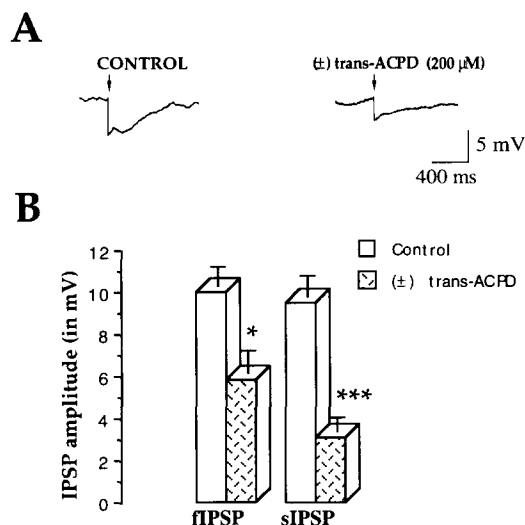 A
CONTROL
(±) trans-ACPD (200 µM)
5 mV
400 ms
B
IPSP amplitude (in mV)
12
10
8
6
4
2
0
Control
(±) trans-ACPD
*
***
fIPSP
sIPSP